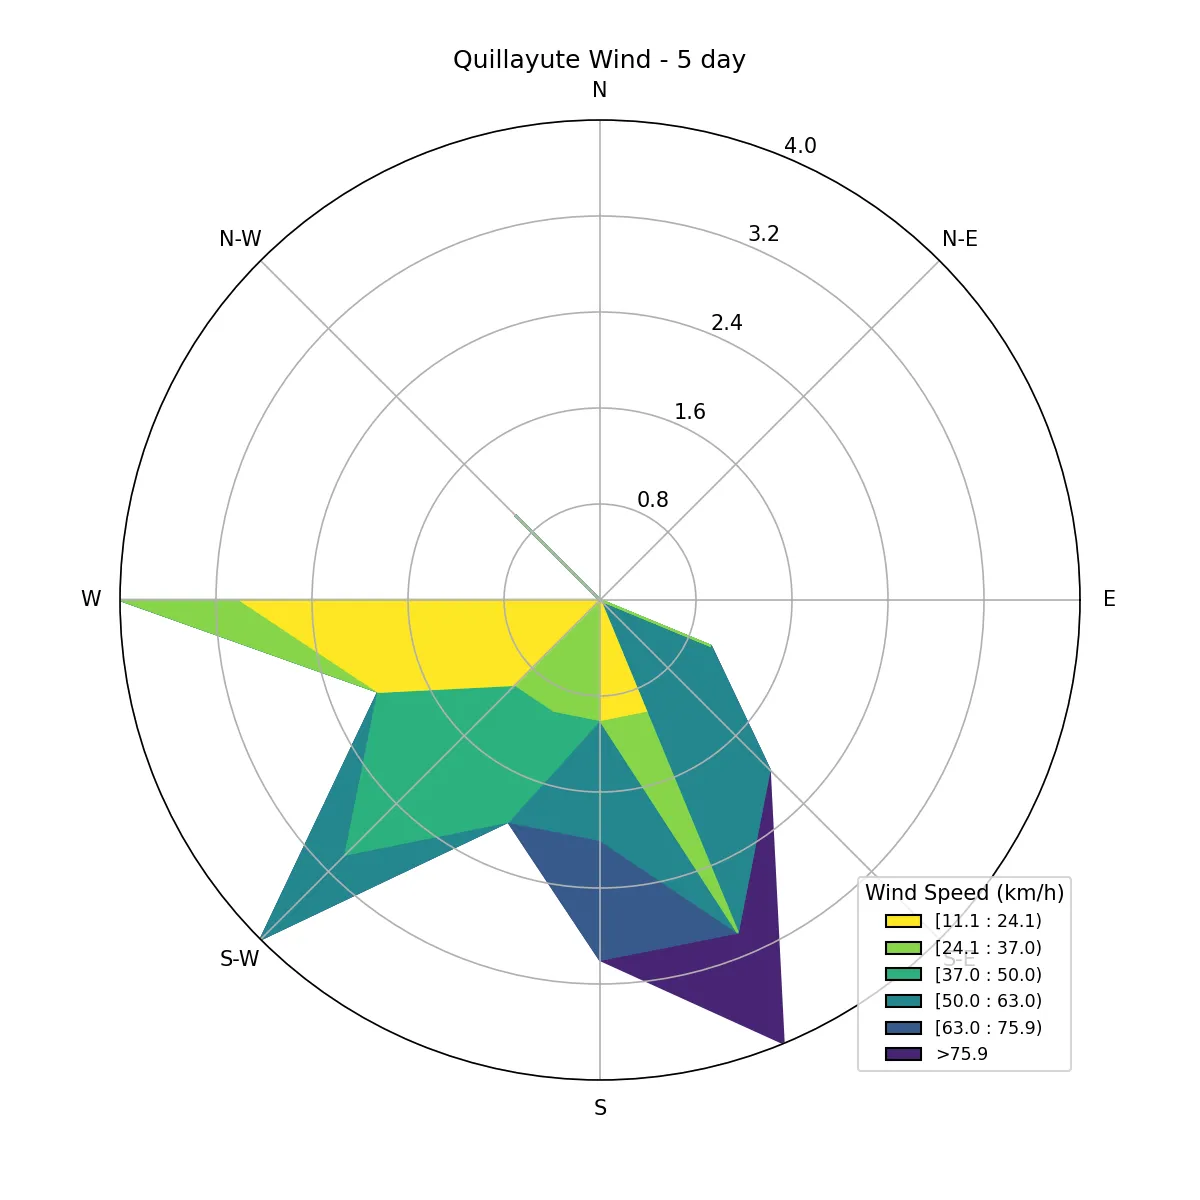 Quillayute Wind - 5 day
N
4.0
N-W
3.2
N-E
2.4
1.6
0.8
W
E
Wind Speed (km/h)
[11.1 : 24.1)
[24.1 : 37.0)
S-W
S-E
[37.0 : 50.0)
[50.0 : 63.0)
[63.0 : 75.9)
>75.9
S